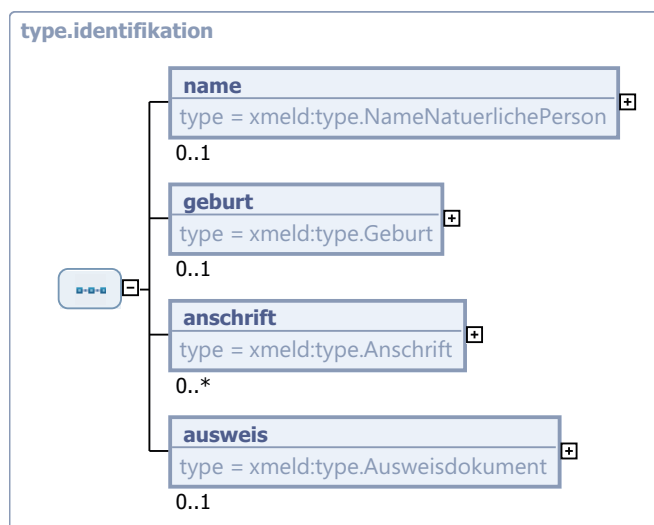 type.identifikation
name
type = xmeld:type.NameNatuerlichePerson
0..1
geburt
type = xmeld:type.Geburt
0..1
anschrift
type = xmeld:type.Anschrift
0..*
ausweis
type = xmeld:type.Ausweisdokument
0..1